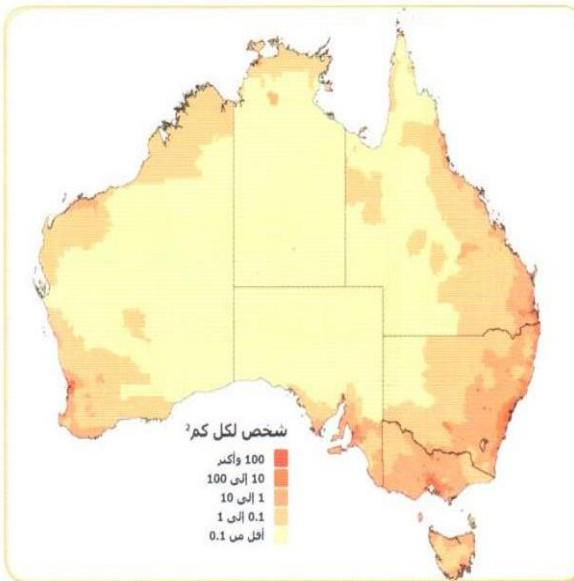 شخص لكل كم²
100 وأكثر
10 إلى 100
1 إلى 10
0.1 إلى 1
أقل من 0.1